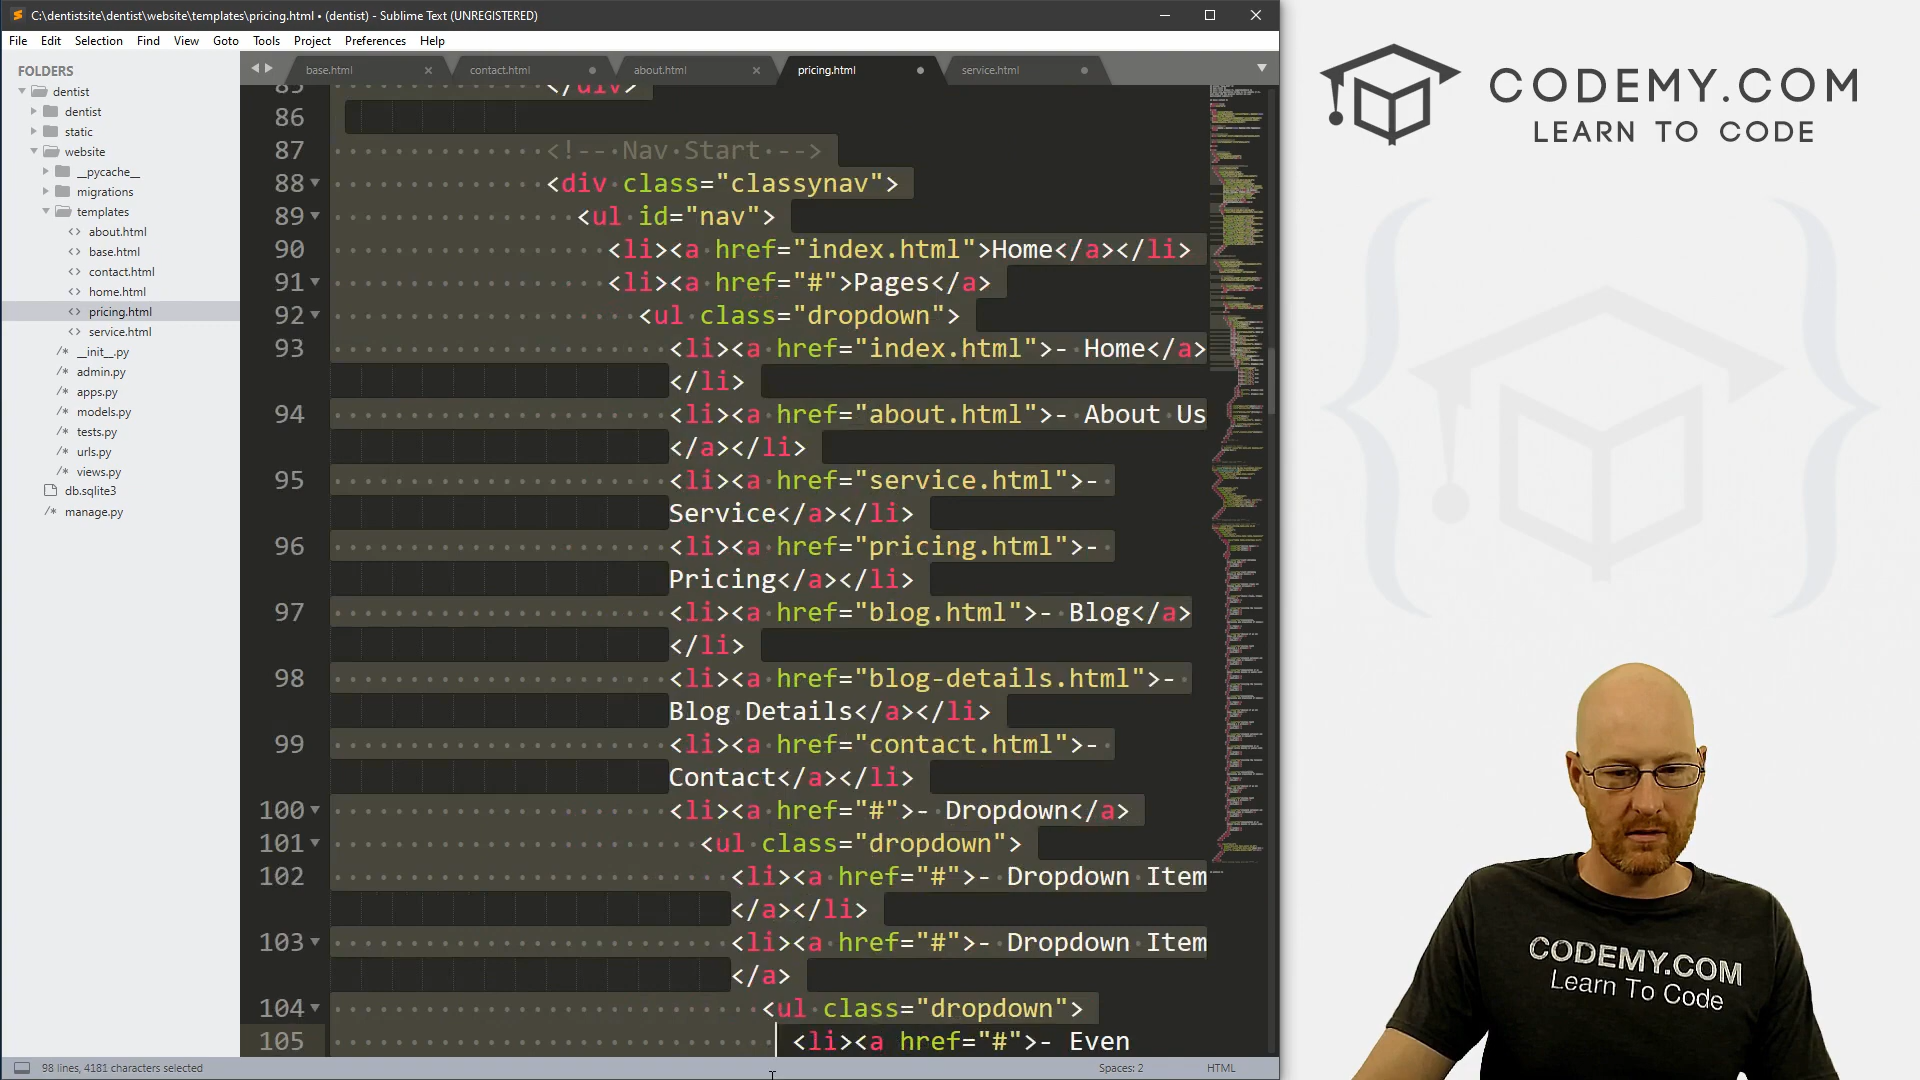 C:\dentistsite\dentist\website\templates\pricing.html • (dentist) - Sublime Text (UNREGISTERED)
File Edit Selection Find View Goto Tools Project Preferences Help
FOLDERS
dentist
dentist
static
website
__pycache__
migrations
templates
<> about.html
<> base.html
<> contact.html
<> home.html
<> pricing.html
<> service.html
/* __init__.py
/* admin.py
/* apps.py
/* models.py
/* tests.py
/* urls.py
/* views.py
db.sqlite3
/* manage.py
base.html contact.html about.html pricing.html service.html
85 </div>
86
87 <!-- Nav Start -->
88 <div class="classynav">
89 <ul id="nav">
90 <li><a href="index.html">Home</a></li>
91 <li><a href="#">Pages</a>
92 <ul class="dropdown">
93 <li><a href="index.html">- Home</a>
</li>
94 <li><a href="about.html">- About Us
</a></li>
95 <li><a href="service.html">-
Service</a></li>
96 <li><a href="pricing.html">-
Pricing</a></li>
97 <li><a href="blog.html">- Blog</a>
</li>
98 <li><a href="blog-details.html">-
Blog Details</a></li>
99 <li><a href="contact.html">-
Contact</a></li>
100 <li><a href="#">- Dropdown</a>
101 <ul class="dropdown">
102 <li><a href="#">- Dropdown Item
</a></li>
103 <li><a href="#">- Dropdown Item
</a>
104 <ul class="dropdown">
105 <li><a href="#">- Even
98 lines, 4181 characters selected
Spaces: 2 HTML
CODEMY.COM
LEARN TO CODE
CODEMY.COM
Learn To Code